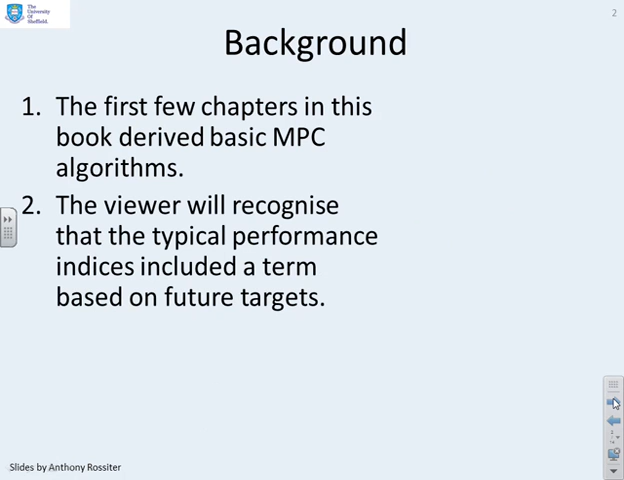 The
University
Of
Sheffield.
2
Background
1. The first few chapters in this
book derived basic MPC
algorithms.
2. The viewer will recognise
that the typical performance
indices included a term
based on future targets.
Slides by Anthony Rossiter